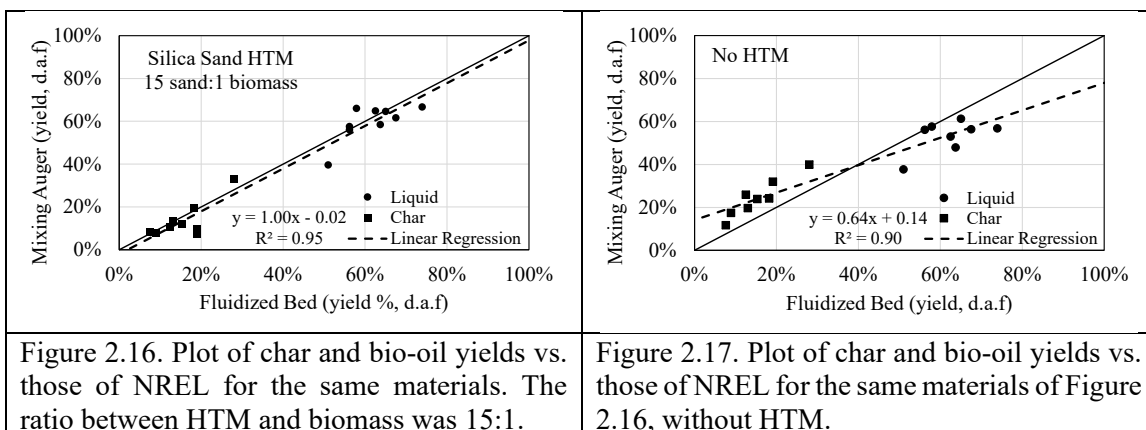 100%
80%
60%
40%
20%
0%
Mixing Auger (yield, d.a.f)
Silica Sand HTM
15 sand:1 biomass
Liquid
Char
Linear Regression
y = 1.00x - 0.02
R² = 0.95
0% 20% 40% 60% 80% 100%
Fluidized Bed (yield %, d.a.f)
100%
80%
60%
40%
20%
0%
Mixing Auger (yield, d.a.f)
No HTM
Liquid
Char
Linear Regression
y = 0.64x + 0.14
R² = 0.90
0% 20% 40% 60% 80% 100%
Fluidized Bed (yield, d.a.f)
Figure 2.16. Plot of char and bio-oil yields vs.
those of NREL for the same materials. The
ratio between HTM and biomass was 15:1.
Figure 2.17. Plot of char and bio-oil yields vs.
those of NREL for the same materials of Figure
2.16, without HTM.